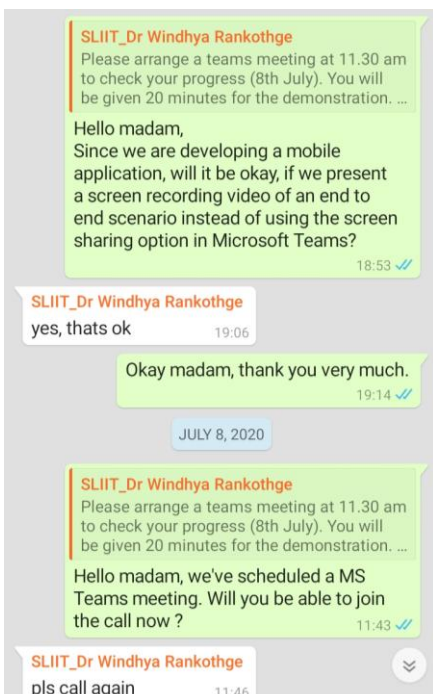 SLIIT_Dr Windhya Rankothge
Please arrange a teams meeting at 11.30 am
to check your progress (8th July). You will
be given 20 minutes for the demonstration. ...
Hello madam,
Since we are developing a mobile
application, will it be okay, if we present
a screen recording video of an end to
end scenario instead of using the screen
sharing option in Microsoft Teams?
18:53
SLIIT_Dr Windhya Rankothge
yes, thats ok
19:06
Okay madam, thank you very much.
19:14
JULY 8, 2020
SLIIT_Dr Windhya Rankothge
Please arrange a teams meeting at 11.30 am
to check your progress (8th July). You will
be given 20 minutes for the demonstration. ...
Hello madam, we've scheduled a MS
Teams meeting. Will you be able to join
the call now ?
11:43
SLIIT_Dr Windhya Rankothge
pls call again
11:46